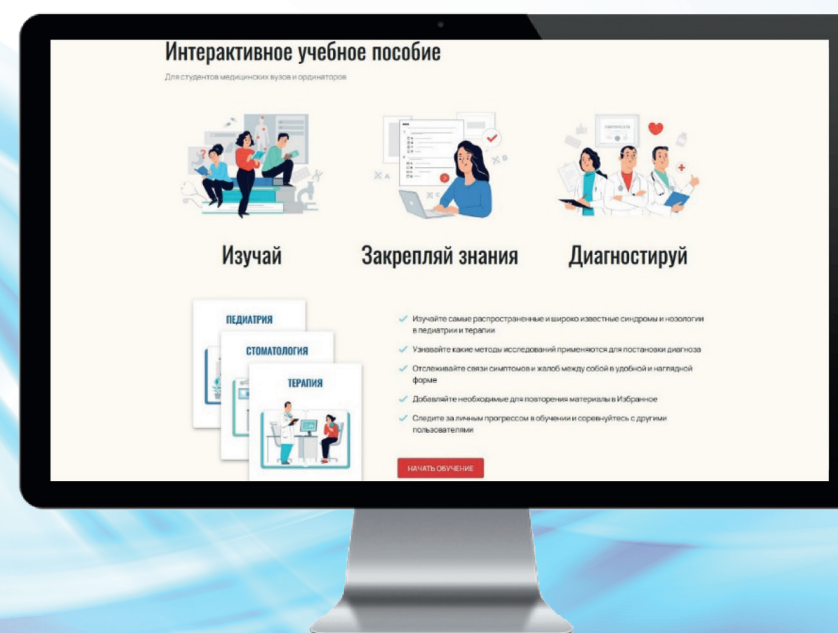 Интерактивное учебное пособие
Для студентов медицинских вузов и ординаторов
Изучай
Закрепляй знания
Диагностируй
ПЕДИАТРИЯ
СТОМАТОЛОГИЯ
ТЕРАПИЯ
Изучайте самые распространенные и широко известные синдромы и нозологии
в педиатрии и терапии
Узнавайте какие методы исследований применяются для постановки диагноза
Отслеживайте связи симптомов и жалоб между собой в удобной и наглядной
форме
Добавляйте необходимые для повторения материалы в Избранное
Следите за личным прогрессом в обучении и соревнуйтесь с другими
пользователями
НАЧАТЬ ОБУЧЕНИЕ